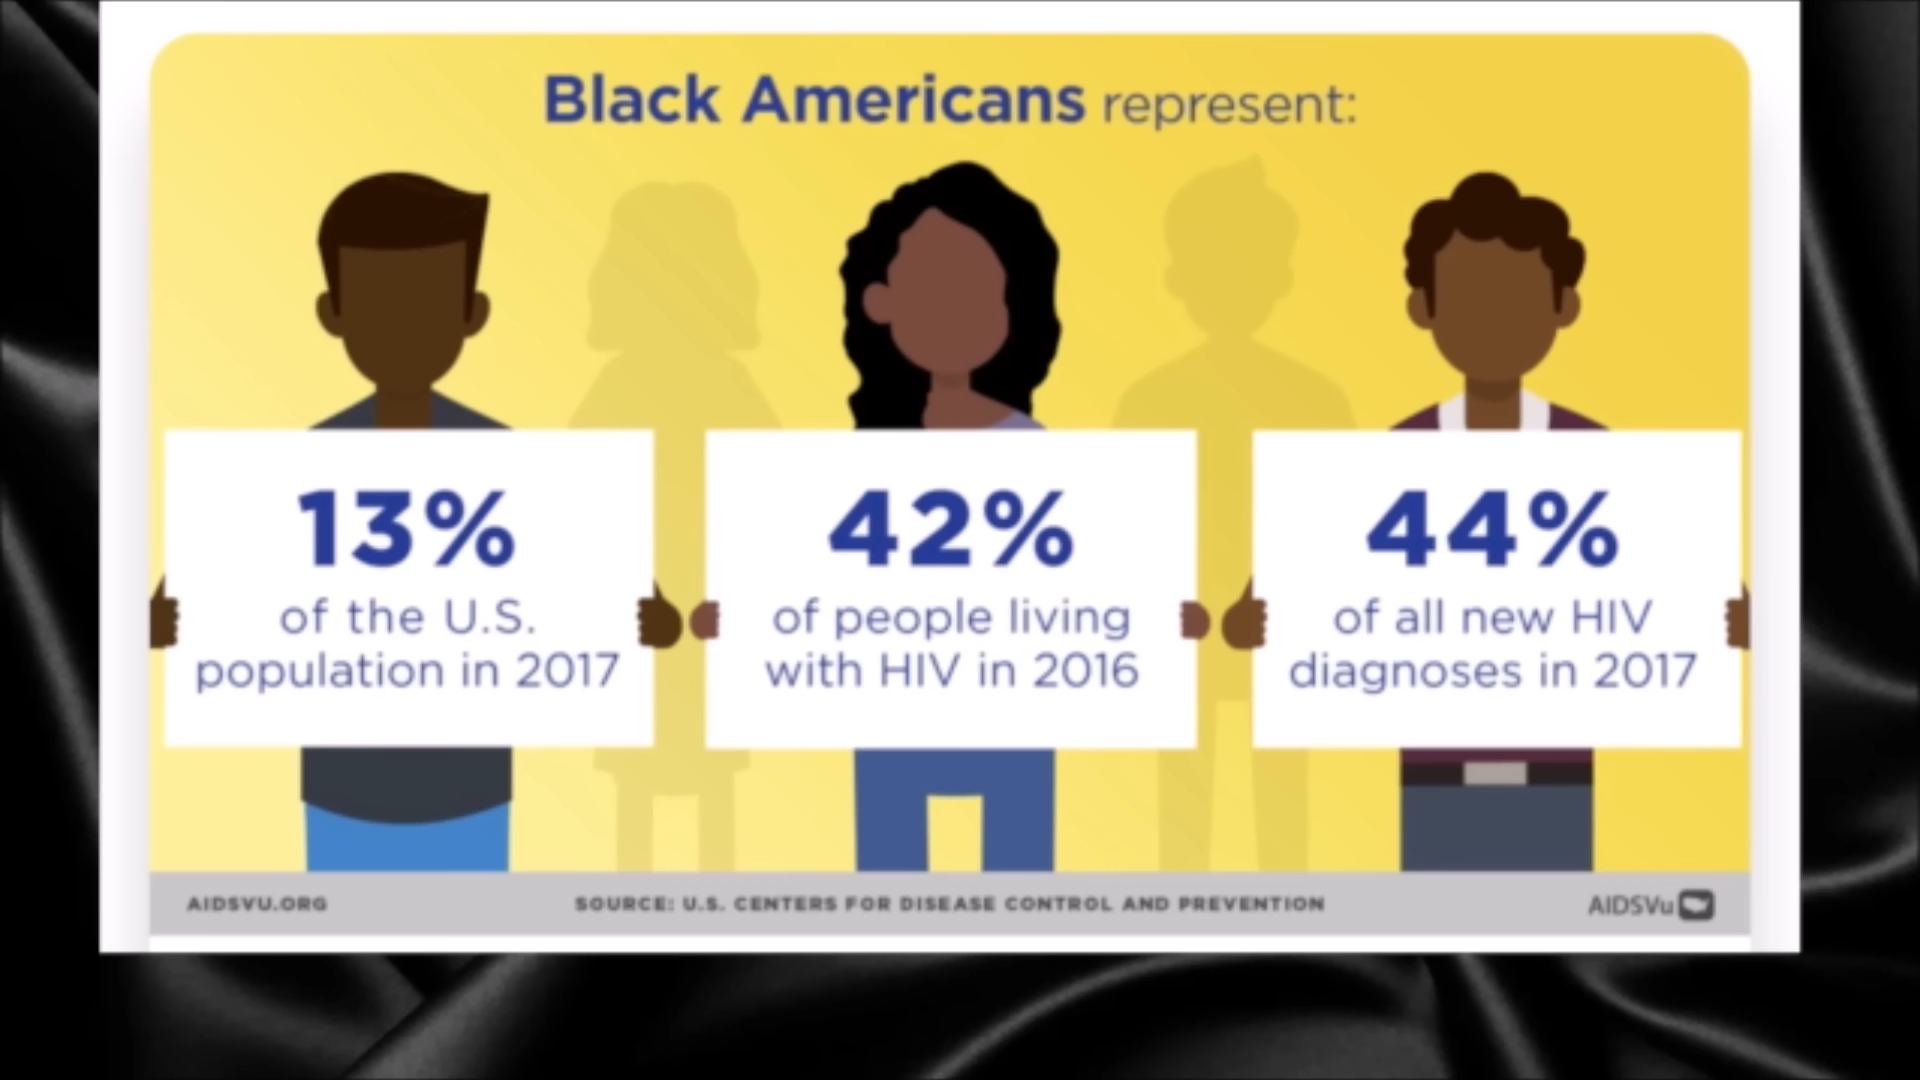 Black Americans represent:
13%
of the U.S.
population in 2017
42%
of people living
with HIV in 2016
44%
of all new HIV
diagnoses in 2017
AIDSVU.ORG
SOURCE: U.S. CENTERS FOR DISEASE CONTROL AND PREVENTION
AIDSVu